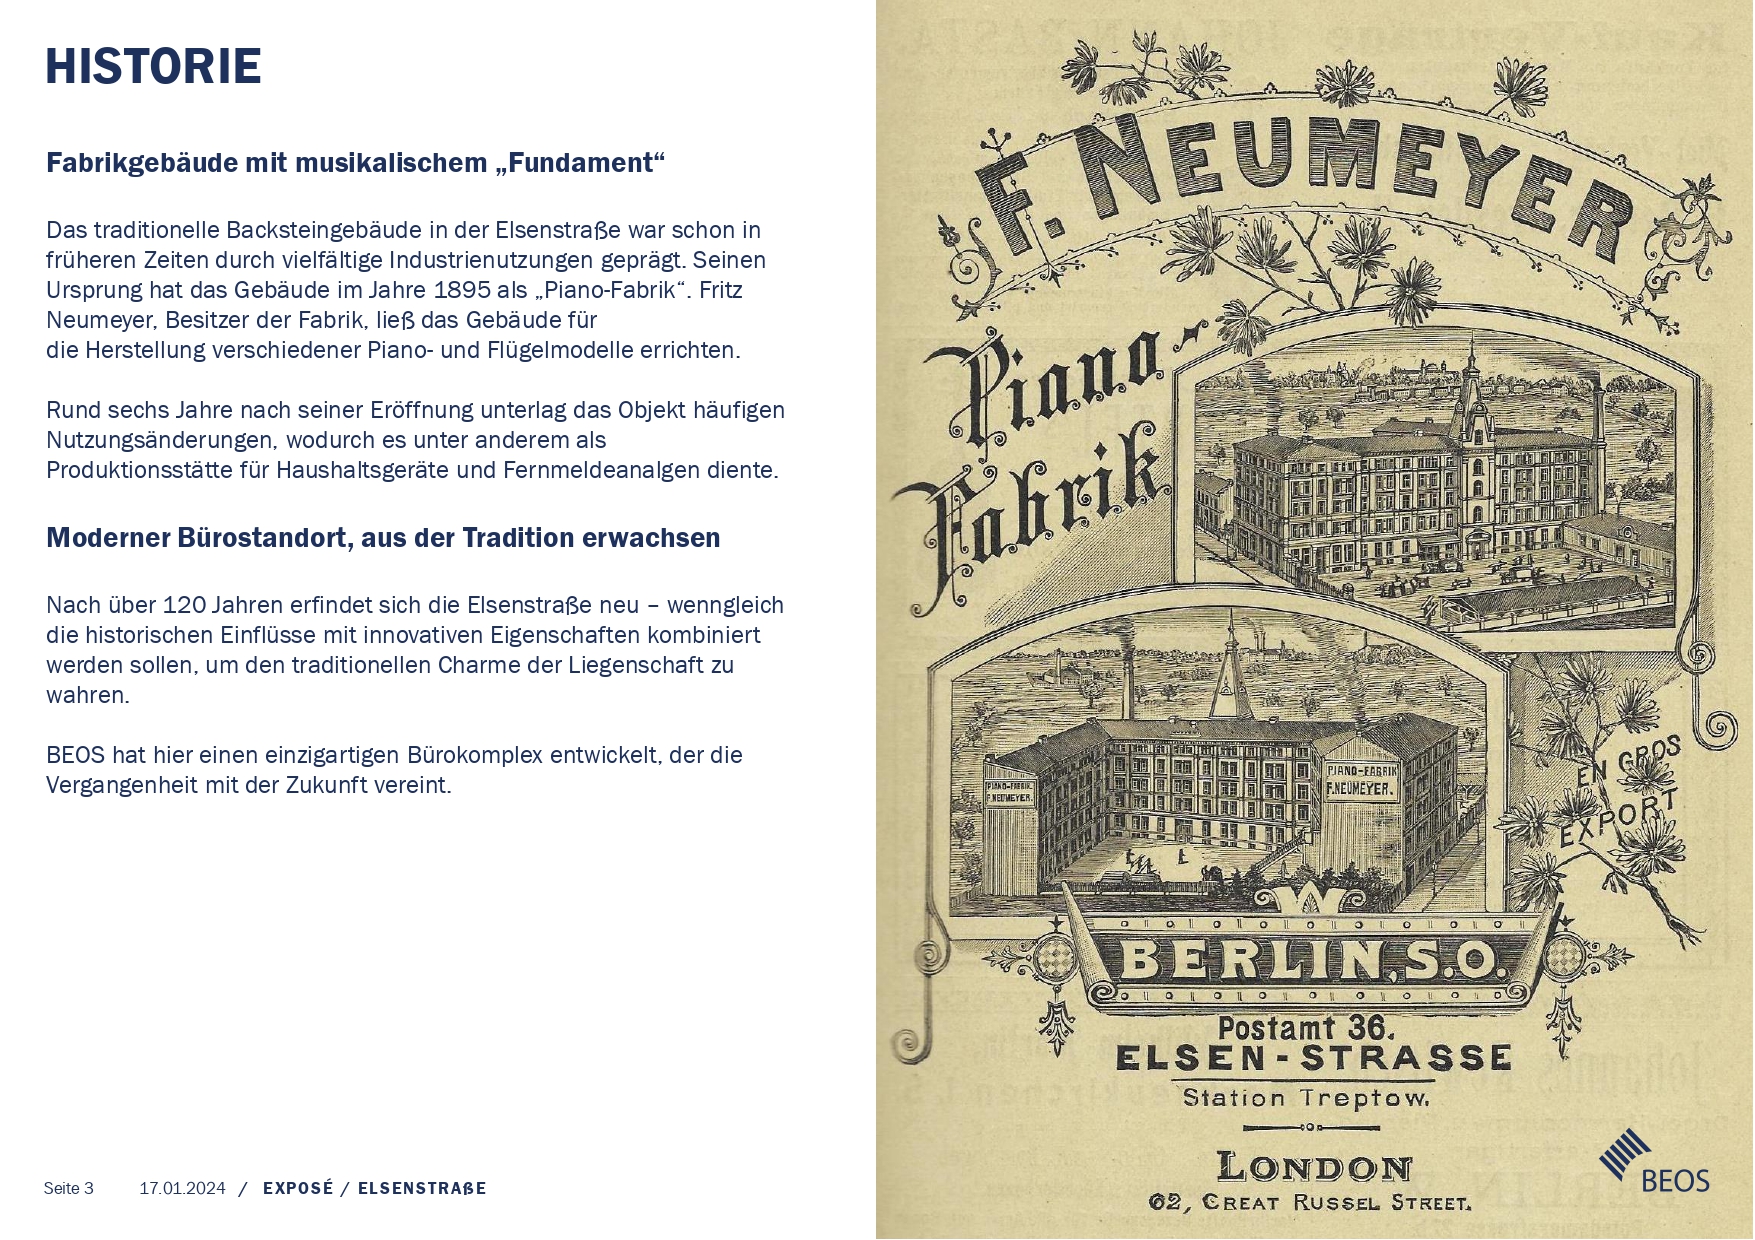 HISTORIE
Fabrikgebäude mit musikalischem „Fundament“
Das traditionelle Backsteingebäude in der Elsenstraße war schon in
früheren Zeiten durch vielfältige Industrienutzungen geprägt. Seinen
Ursprung hat das Gebäude im Jahre 1895 als „Piano-Fabrik“. Fritz
Neumeyer, Besitzer der Fabrik, ließ das Gebäude für
die Herstellung verschiedener Piano- und Flügelmodelle errichten.
Rund sechs Jahre nach seiner Eröffnung unterlag das Objekt häufigen
Nutzungsänderungen, wodurch es unter anderem als
Produktionsstätte für Haushaltsgeräte und Fernmeldeanalgen diente.
Moderner Bürostandort, aus der Tradition erwachsen
Nach über 120 Jahren erfindet sich die Elsenstraße neu – wenngleich
die historischen Einflüsse mit innovativen Eigenschaften kombiniert
werden sollen, um den traditionellen Charme der Liegenschaft zu
wahren.
BEOS hat hier einen einzigartigen Bürokomplex entwickelt, der die
Vergangenheit mit der Zukunft vereint.
Seite 3 17.01.2024 / EXPOSÉ / ELSENSTRAßE
F. NEUMEYER
Piano-
Fabrik
PIANO-FABRIK
F. NEUMEYER.
PIANO-FABRIK
F. NEUMEYER.
EN GROS
EXPORT
W
BERLIN, S.O.
Postamt 36.
ELSEN-STRASSE
Station Treptow.
LONDON
62, GREAT RUSSEL STREET.
BEOS